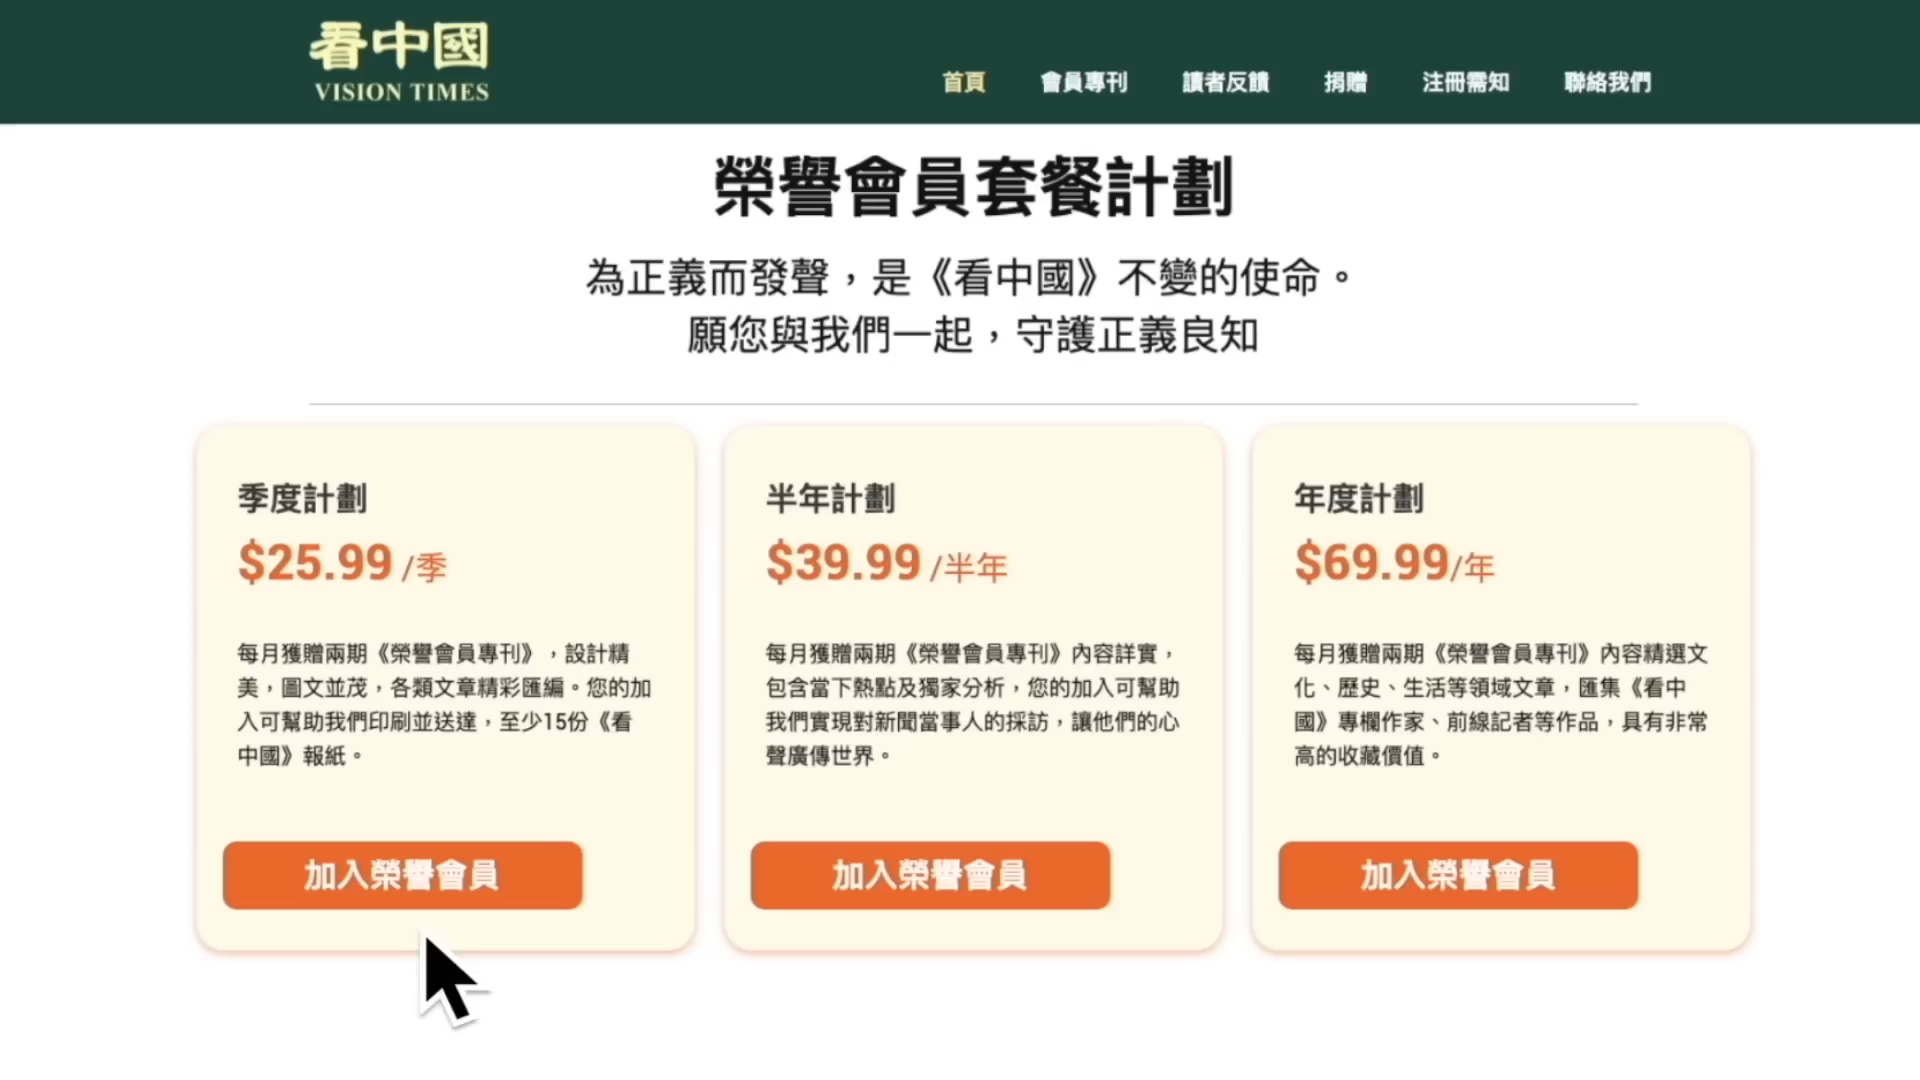 看中國
VISION TIMES
首頁 會員專刊 讀者反饋 捐贈 注冊需知 聯絡我們
榮譽會員套餐計劃
為正義而發聲，是《看中國》不變的使命。
願您與我們一起，守護正義良知
季度計劃
$25.99 /季
每月獲贈兩期《榮譽會員專刊》，設計精
美，圖文並茂，各類文章精彩匯編。您的加
入可幫助我們印刷並送達，至少15份《看
中國》報紙。
加入榮譽會員
半年計劃
$39.99 /半年
每月獲贈兩期《榮譽會員專刊》內容詳實，
包含當下熱點及獨家分析，您的加入可幫助
我們實現對新聞當事人的採訪，讓他們的心
聲廣傳世界。
加入榮譽會員
年度計劃
$69.99/年
每月獲贈兩期《榮譽會員專刊》內容精選文
化、歷史、生活等領域文章，匯集《看中
國》專欄作家、前線記者等作品，具有非常
高的收藏價值。
加入榮譽會員